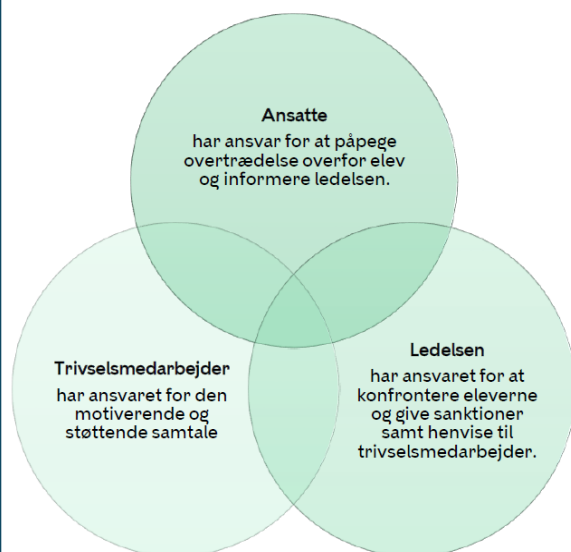 Ansatte
har ansvar for at påpege
overtrædelse overfor elev
og informere ledelsen.
Trivselsmedarbejder
har ansvaret for den
motiverende og
støttende samtale
Ledelsen
har ansvaret for at
konfrontere eleverne
og give sanktioner
samt henvise til
trivselsmedarbejder.